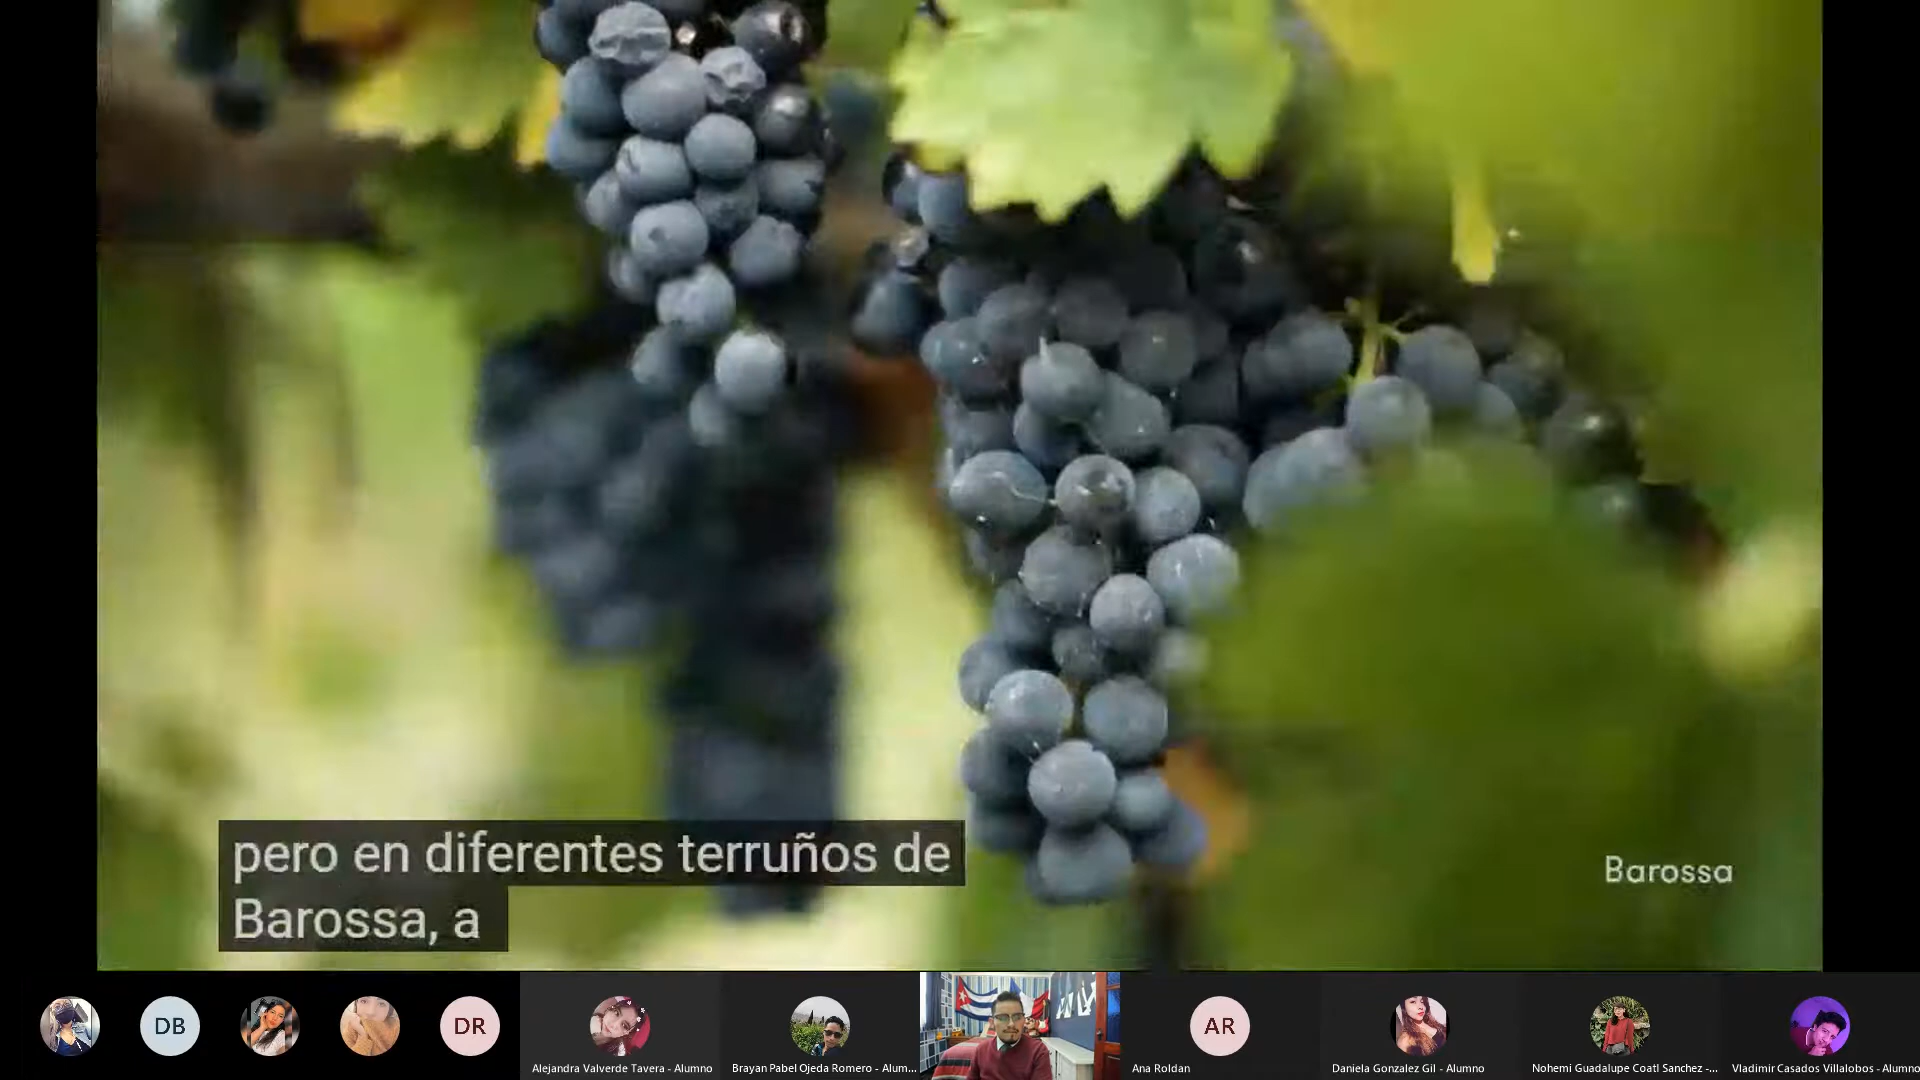 pero en diferentes terruños de
Barossa, a
Barossa
DB
DR
Alejandra Valverde Tavera - Alumno
Brayan Pabel Ojeda Romero - Alum...
AR
Ana Roldan
Daniela Gonzalez Gil - Alumno
Nohemi Guadalupe Coatl Sanchez -...
Vladimir Casados Villalobos - Alumno